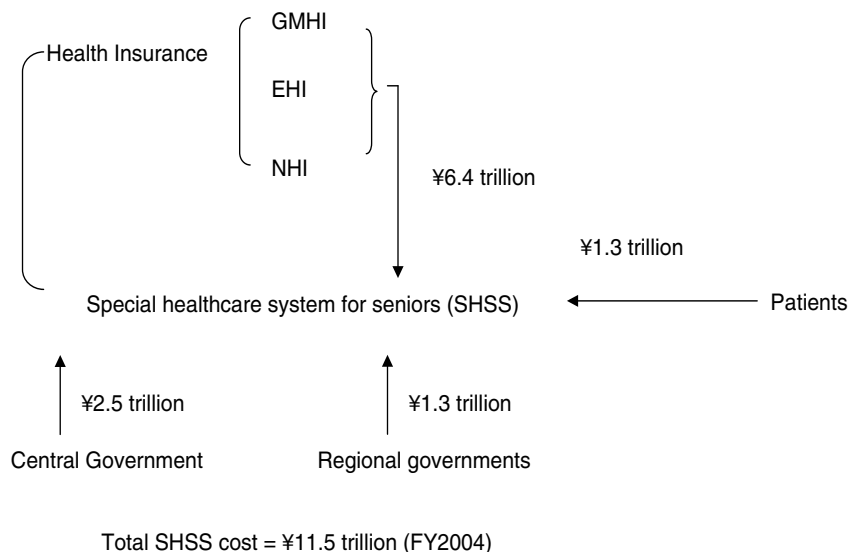 GMHI
Health Insurance
EHI
NHI
¥6.4 trillion
¥1.3 trillion
Special healthcare system for seniors (SHSS)
Patients
¥2.5 trillion
¥1.3 trillion
Central Government
Regional governments
Total SHSS cost = ¥11.5 trillion (FY2004)